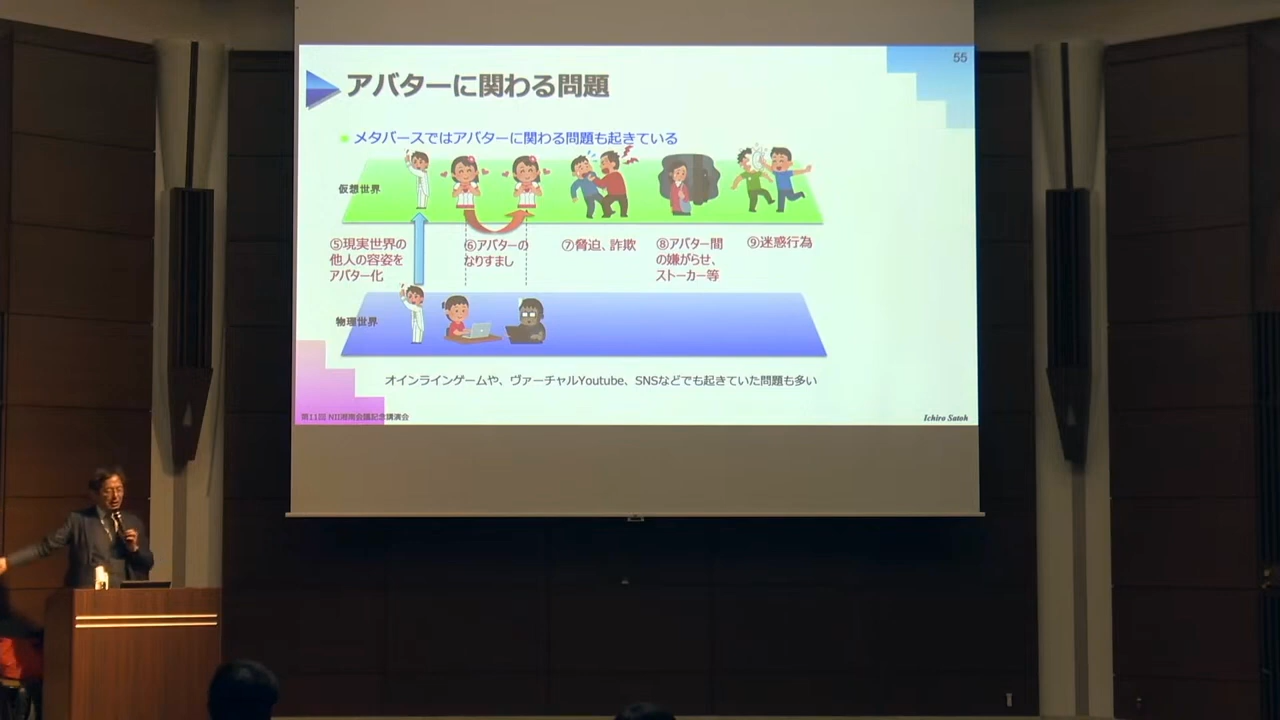 55
アバターに関わる問題
メタバースではアバターに関わる問題も起きている
仮想世界
⑤現実世界の
他人の容姿を
アバター化
⑥アバターの
なりすまし
⑦脅迫、詐欺
⑧アバター間
の嫌がらせ、
ストーカー等
⑨迷惑行為
物理世界
オインラインゲームや、ヴァーチャルYoutube、SNSなどでも起きていた問題も多い
第11回 NII湘南会議記念講演会
Ichiro Satoh